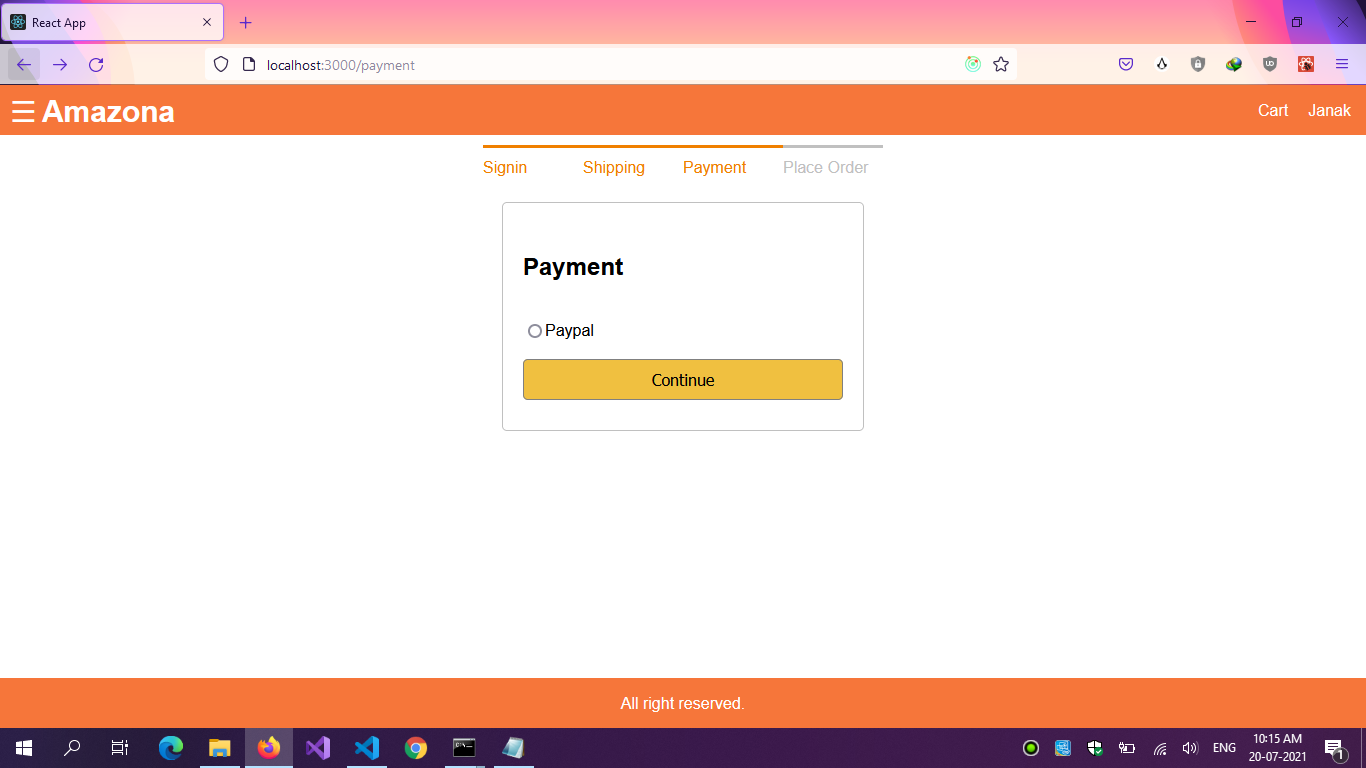 React App
localhost:3000/payment
☰ Amazona
Cart Janak
Signin Shipping Payment Place Order
Payment
Paypal
Continue
All right reserved.
ENG
10:15 AM
20-07-2021
1